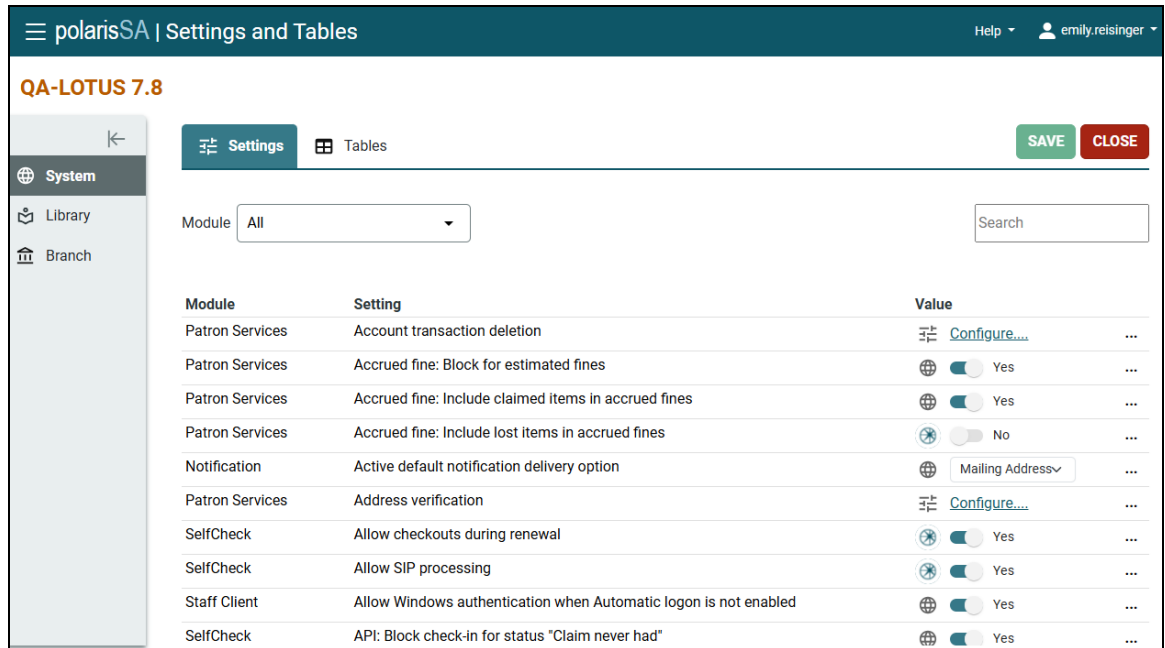 polarisSA | Settings and Tables Help emily.reisinger
QA-LOTUS 7.8
Settings Tables SAVE CLOSE
System
Library
Branch
Module All Search
Module Setting Value
Patron Services Account transaction deletion Configure.... ...
Patron Services Accrued fine: Block for estimated fines Yes ...
Patron Services Accrued fine: Include claimed items in accrued fines Yes ...
Patron Services Accrued fine: Include lost items in accrued fines No ...
Notification Active default notification delivery option Mailing Address ...
Patron Services Address verification Configure.... ...
SelfCheck Allow checkouts during renewal Yes ...
SelfCheck Allow SIP processing Yes ...
Staff Client Allow Windows authentication when Automatic logon is not enabled Yes ...
SelfCheck API: Block check-in for status "Claim never had" Yes ...